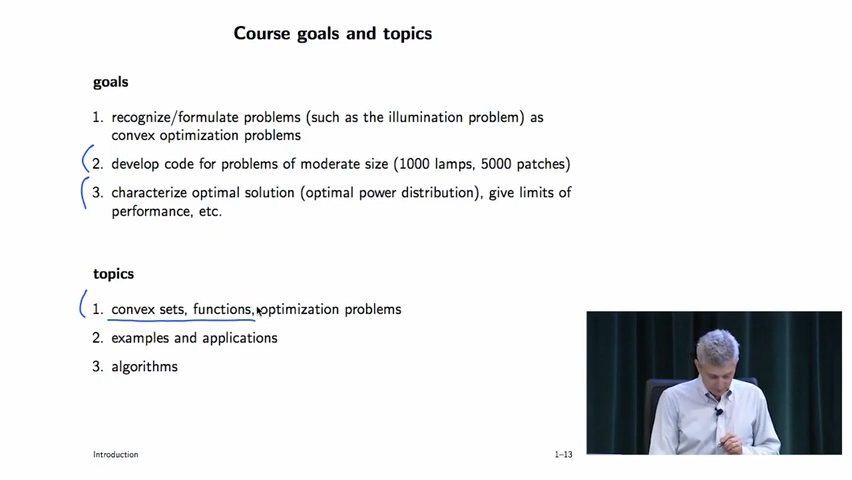 Course goals and topics
goals
1. recognize/formulate problems (such as the illumination problem) as
convex optimization problems
2. develop code for problems of moderate size (1000 lamps, 5000 patches)
3. characterize optimal solution (optimal power distribution), give limits of
performance, etc.
topics
1. convex sets, functions, optimization problems
2. examples and applications
3. algorithms
Introduction
1–13